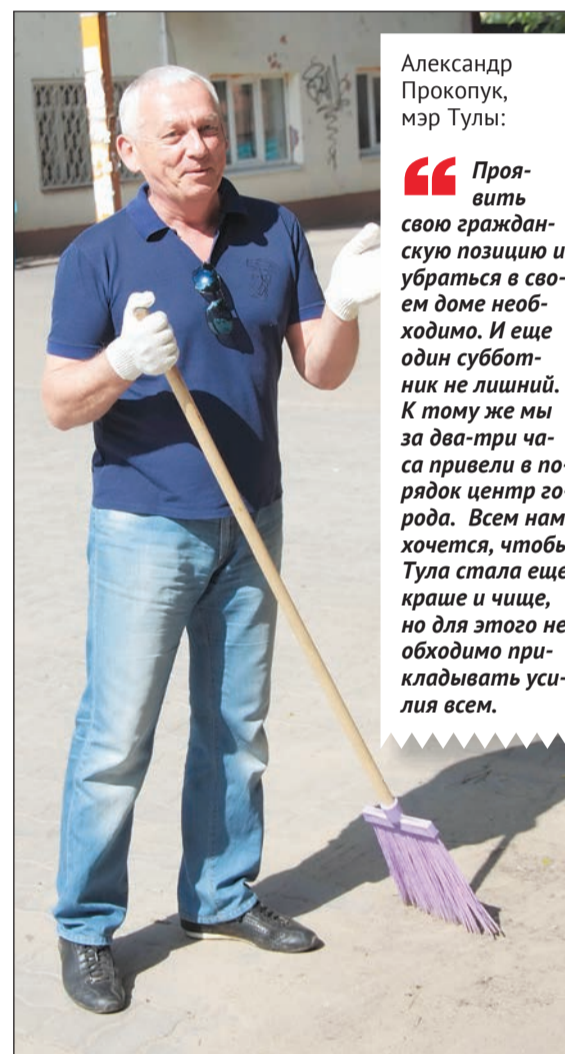 Александр
Прокопук,
мэр Тулы:
“ Проя-
вить
свою граждан-
скую позицию и
убраться в сво-
ем доме необ-
ходимо. И еще
один суббот-
ник не лишний.
К тому же мы
за два-три ча-
са привели в по-
рядок центр го-
рода. Всем нам
хочется, чтобы
Тула стала еще
краше и чище,
но для этого не-
обходимо при-
кладывать уси-
лия всем.